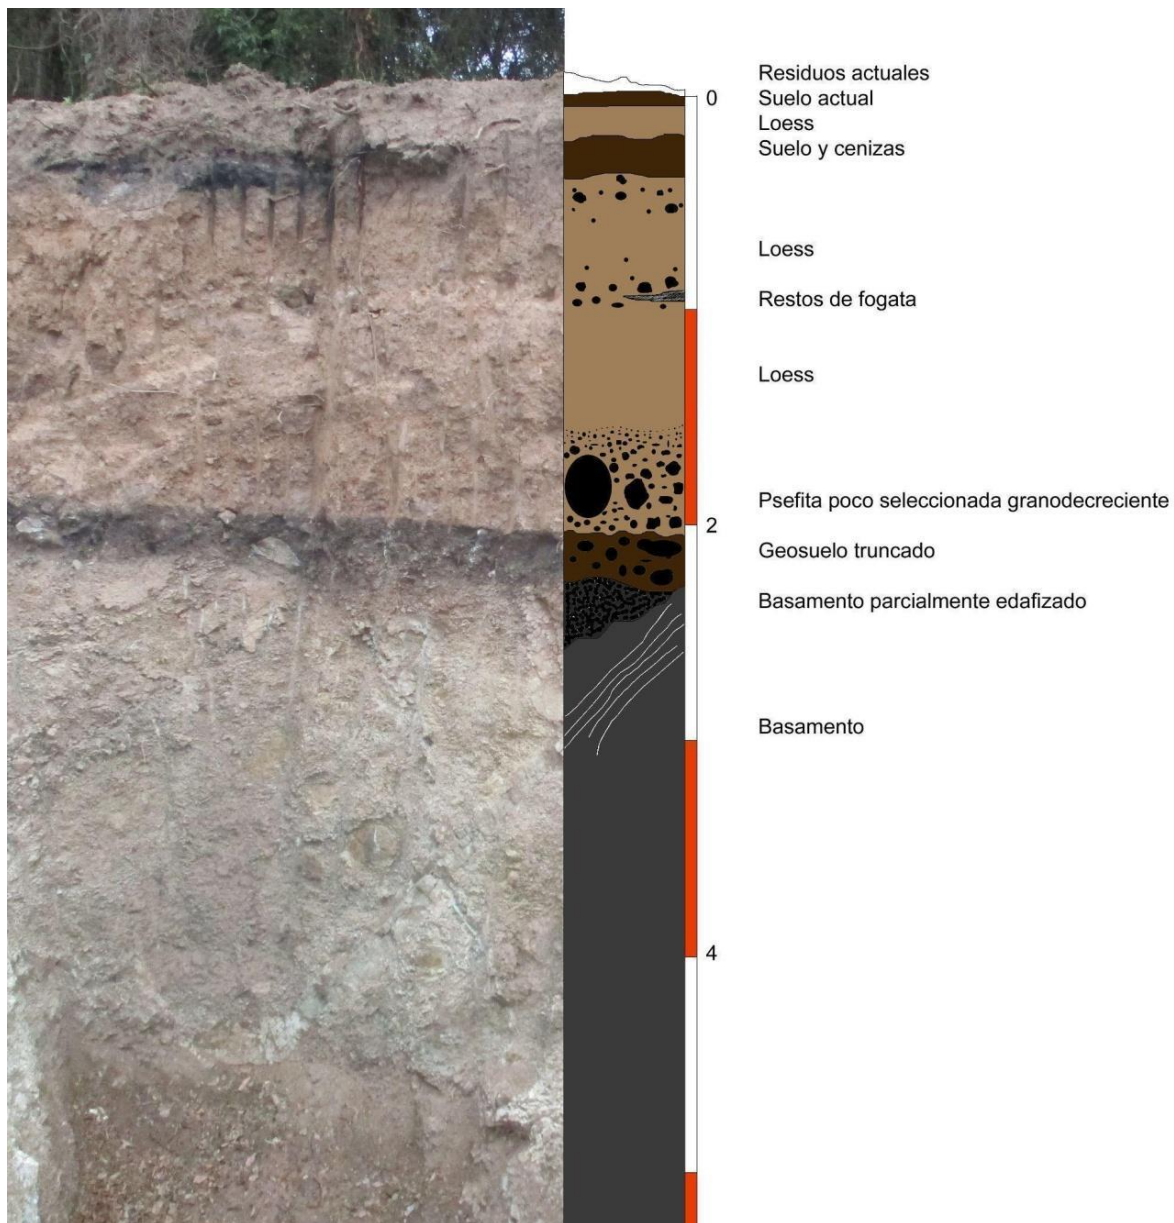 Residuos actuales
0
Suelo actual
Loess
Suelo y cenizas
Loess
Restos de fogata
Loess
Psefita poco seleccionada granodecreciente
2
Geosuelo truncado
Basamento parcialmente edafizado
Basamento
4